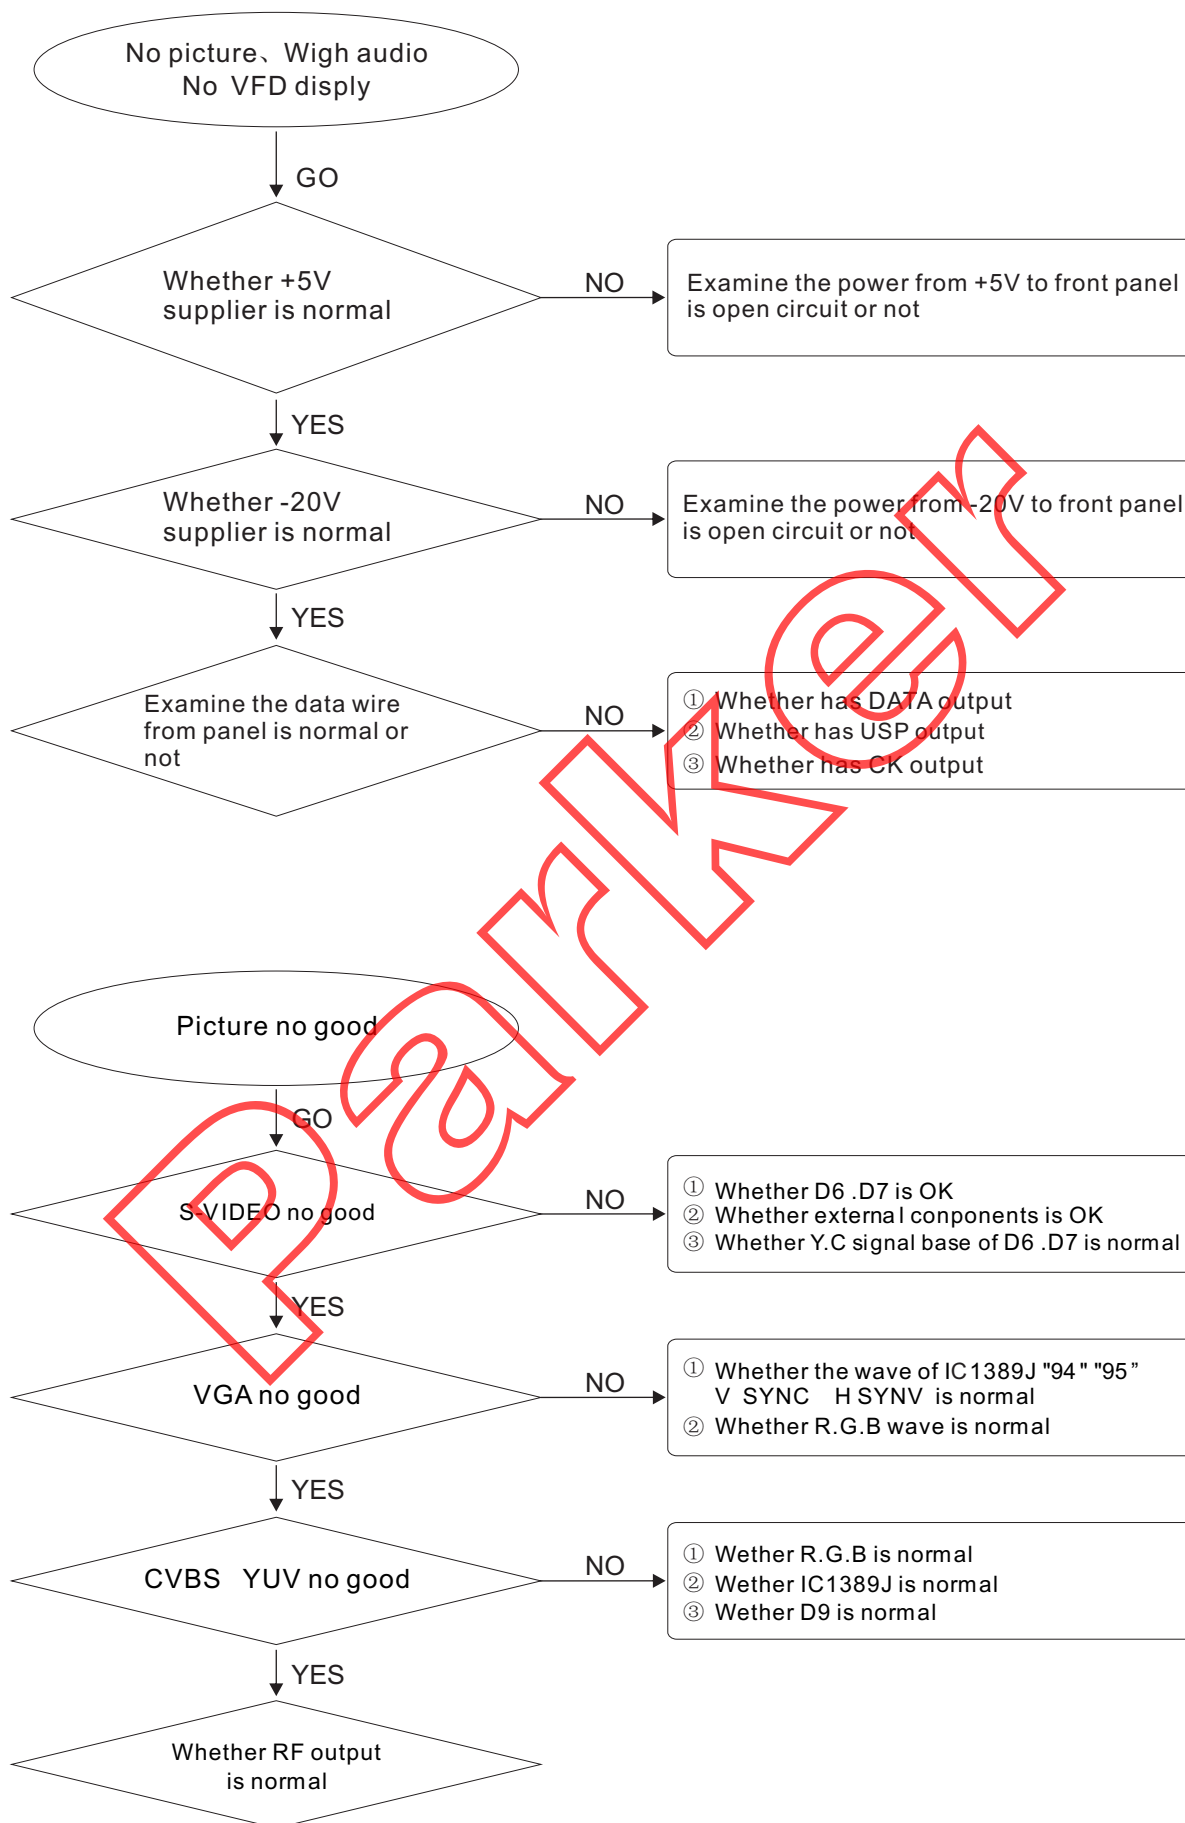 No picture、Wigh audio
No VFD disply
GO
Whether +5V
supplier is normal
NO
Examine the power from +5V to front panel
is open circuit or not
YES
Whether -20V
supplier is normal
NO
Examine the power from -20V to front panel
is open circuit or not
YES
Examine the data wire
from panel is normal or
not
NO
① Whether has DATA output
② Whether has USP output
③ Whether has CK output
Picture no good
GO
S-VIDEO no good
NO
① Whether D6 .D7 is OK
② Whether external conponents is OK
③ Whether Y.C signal base of D6 .D7 is normal
YES
VGA no good
NO
① Whether the wave of IC1389J "94" "95”
V SYNC H SYNV is normal
② Whether R.G.B wave is normal
YES
CVBS YUV no good
NO
① Wether R.G.B is normal
② Wether IC1389J is normal
③ Wether D9 is normal
YES
Whether RF output
is normal
Parker